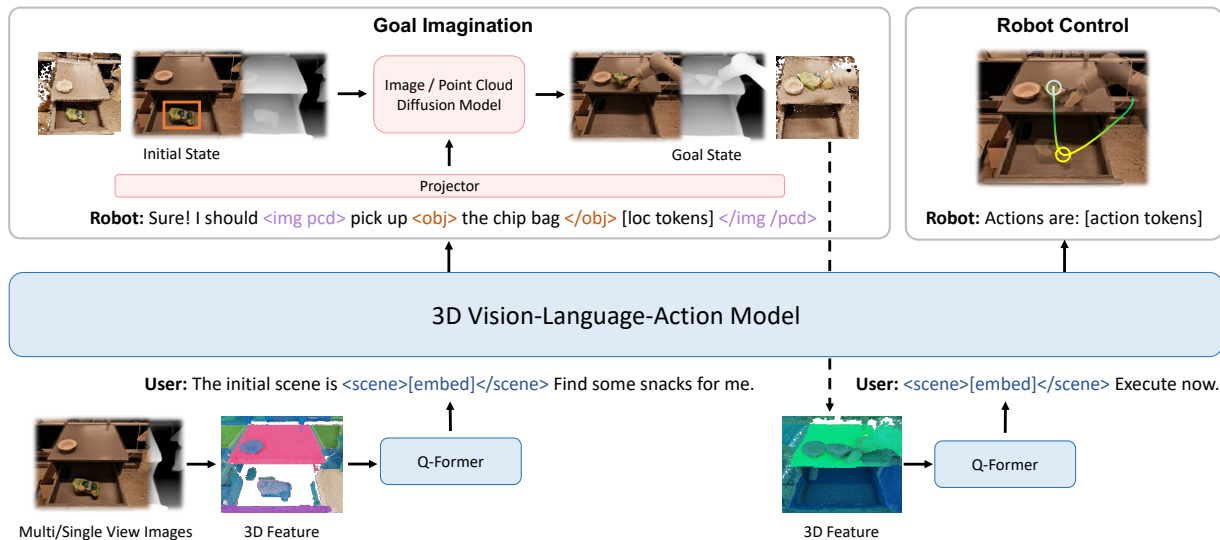 Goal Imagination
Image / Point Cloud
Diffusion Model
Initial State
Goal State
Projector
Robot: Sure! I should <img pcd> pick up <obj> the chip bag </obj> [loc tokens] </img /pcd>
Robot Control
Robot: Actions are: [action tokens]
3D Vision-Language-Action Model
User: The initial scene is <scene>[embed]</scene> Find some snacks for me.
User: <scene>[embed]</scene> Execute now.
Q-Former
Q-Former
Multi/Single View Images
3D Feature
3D Feature